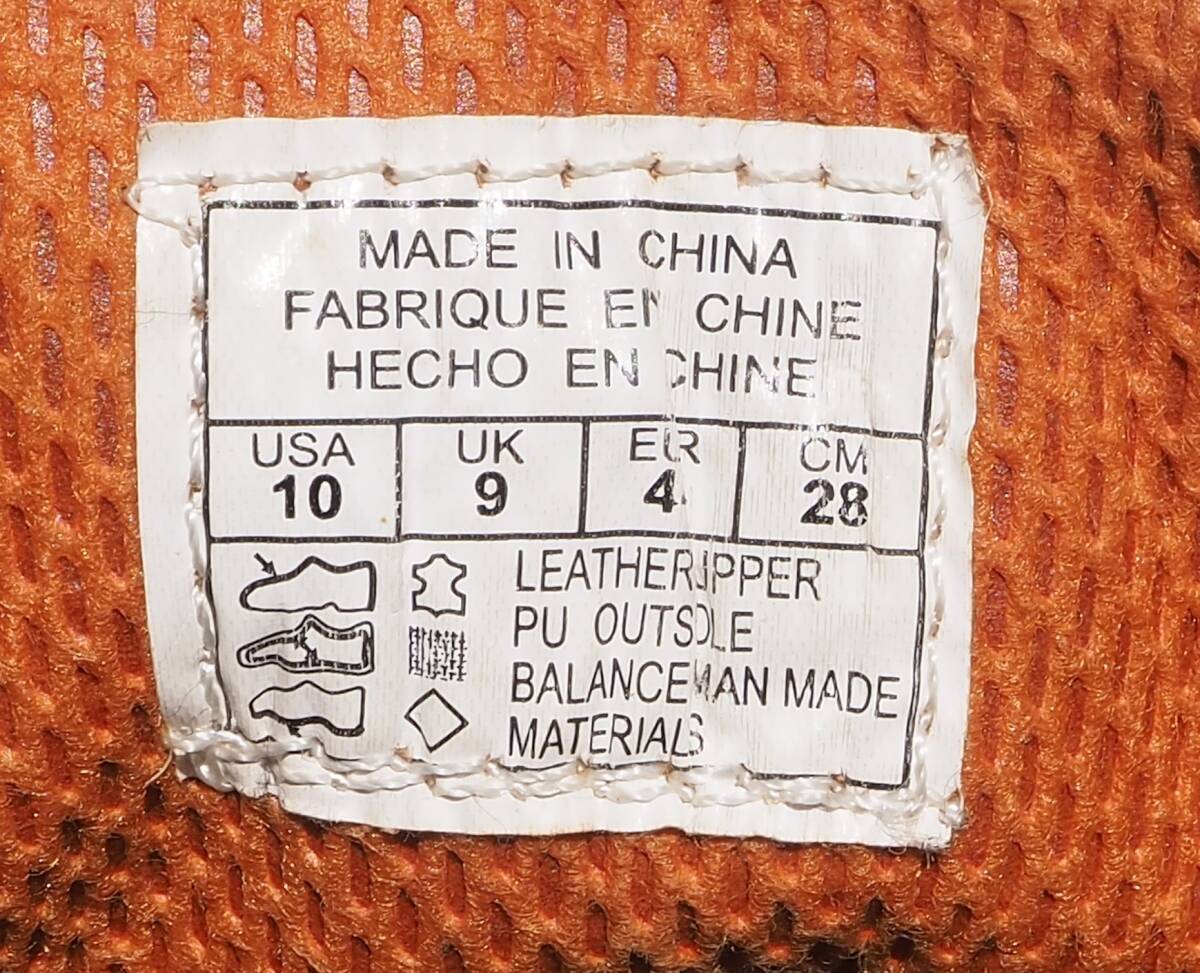 MADE IN CHINA
FABRIQUE EN CHINE
HECHO EN CHINE
USA UK EUR CM
10 9 28
LEATHER UPPER
PU OUTSOLE
BALANCE MAN MADE
MATERIALS